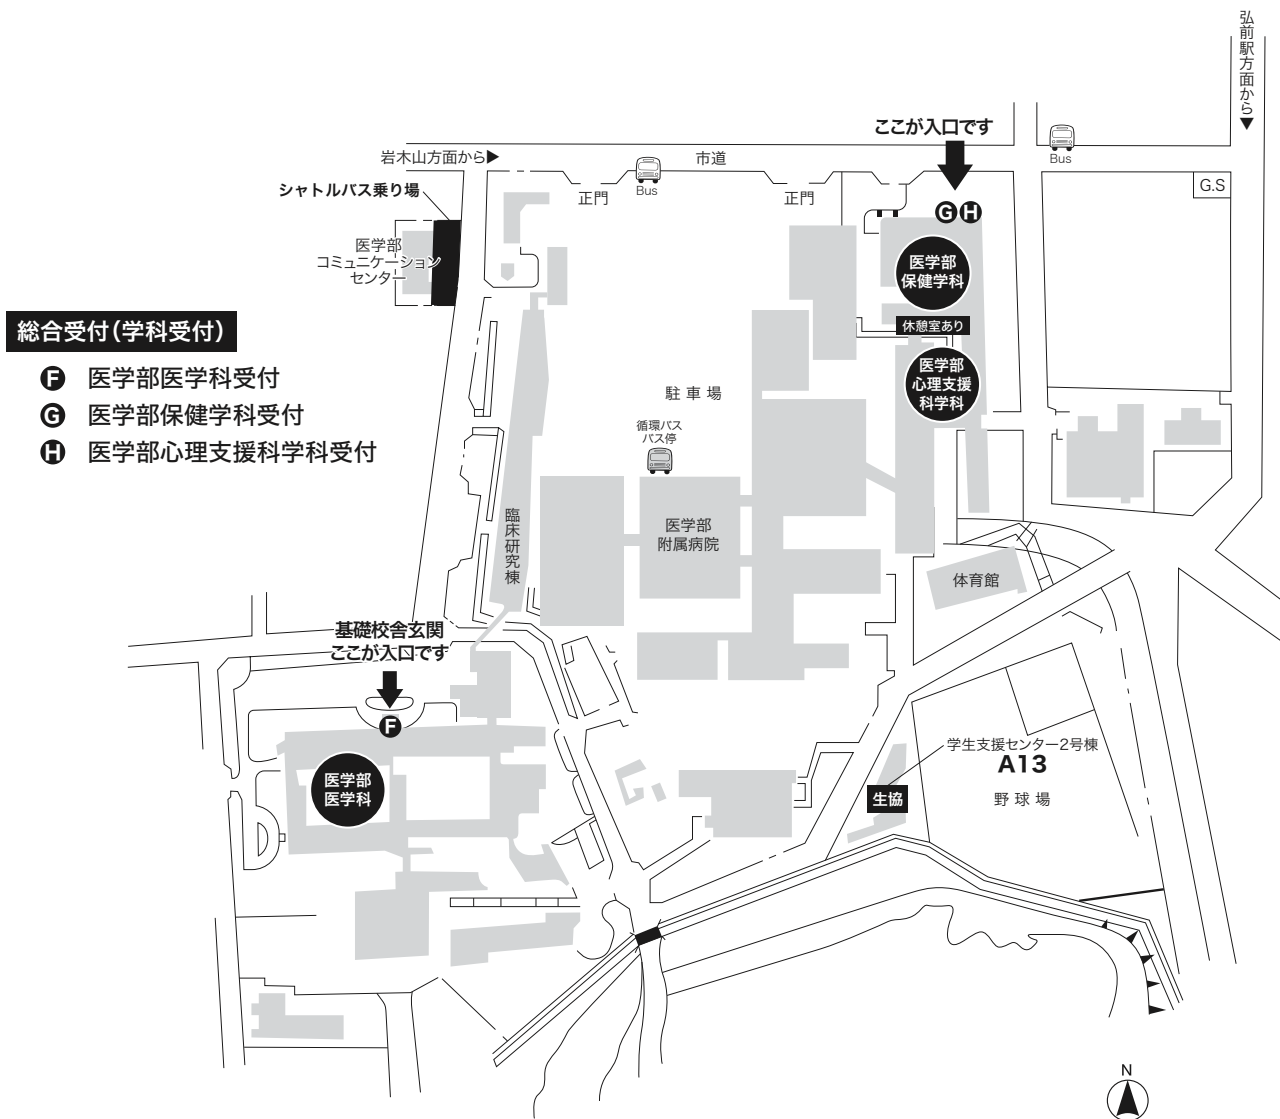 弘前駅方面から▼
ここが入口です
Bus
岩木山方面から▶
市道
シャトルバス乗り場
Bus
正門
正門
G.S
G H
医学部
コミュニケーション
センター
医学部
保健学科
総合受付(学科受付)
休憩室あり
F 医学部医学科受付
G 医学部保健学科受付
H 医学部心理支援科学科受付
医学部
心理支援
科学科
駐車場
循環バス
バス停
臨床研究棟
医学部
附属病院
体育館
基礎校舎玄関
ここが入口です
F
学生支援センター2号棟
A13
医学部
医学科
生協
野球場
N